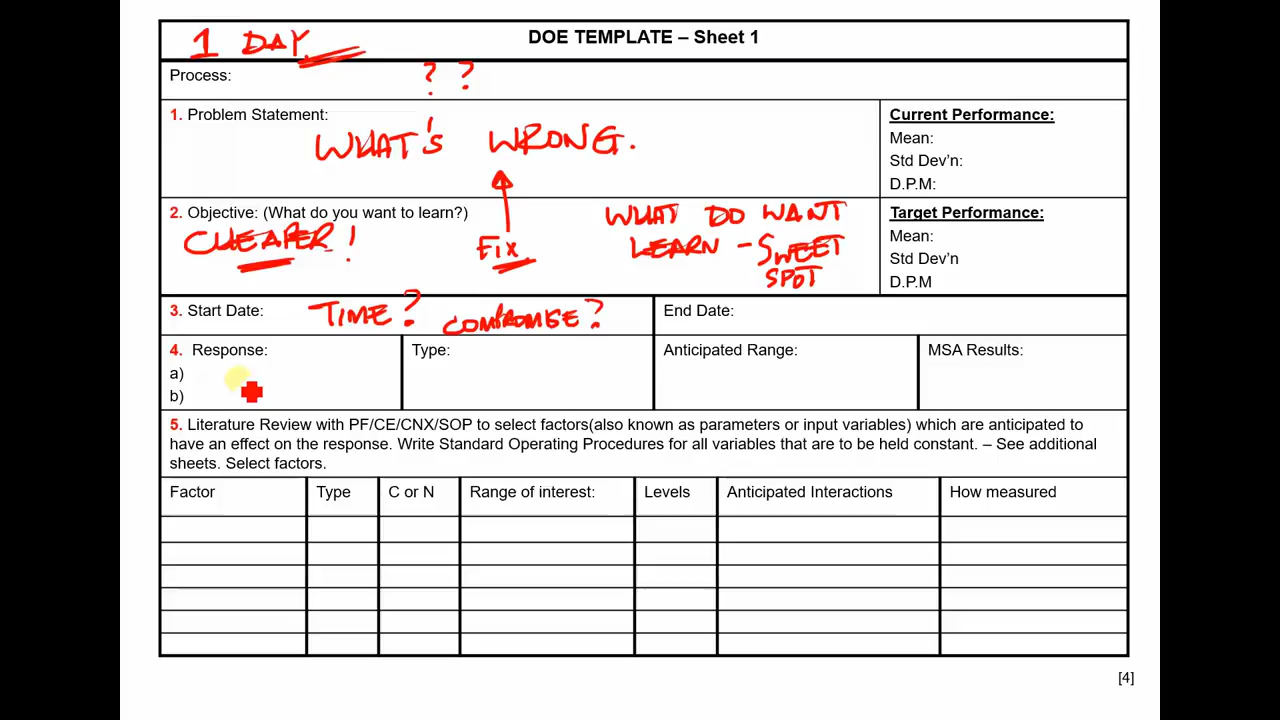 1 DAY
DOE TEMPLATE – Sheet 1
Process:
? ?
1. Problem Statement:
WHAT'S WRONG.
Current Performance:
Mean:
Std Dev'n:
D.P.M:
2. Objective: (What do you want to learn?)
CHEAPER!
Fix
WHAT DO WANT
LEARN - SWEET
SPOT
Target Performance:
Mean:
Std Dev'n
D.P.M
3. Start Date:
TIME? COMPROMISE?
End Date:
4. Response:
a)
b)
Type:
Anticipated Range:
MSA Results:
5. Literature Review with PF/CE/CNX/SOP to select factors(also known as parameters or input variables) which are anticipated to
have an effect on the response. Write Standard Operating Procedures for all variables that are to be held constant. – See additional
sheets. Select factors.
Factor Type C or N Range of interest: Levels Anticipated Interactions How measured
[4]